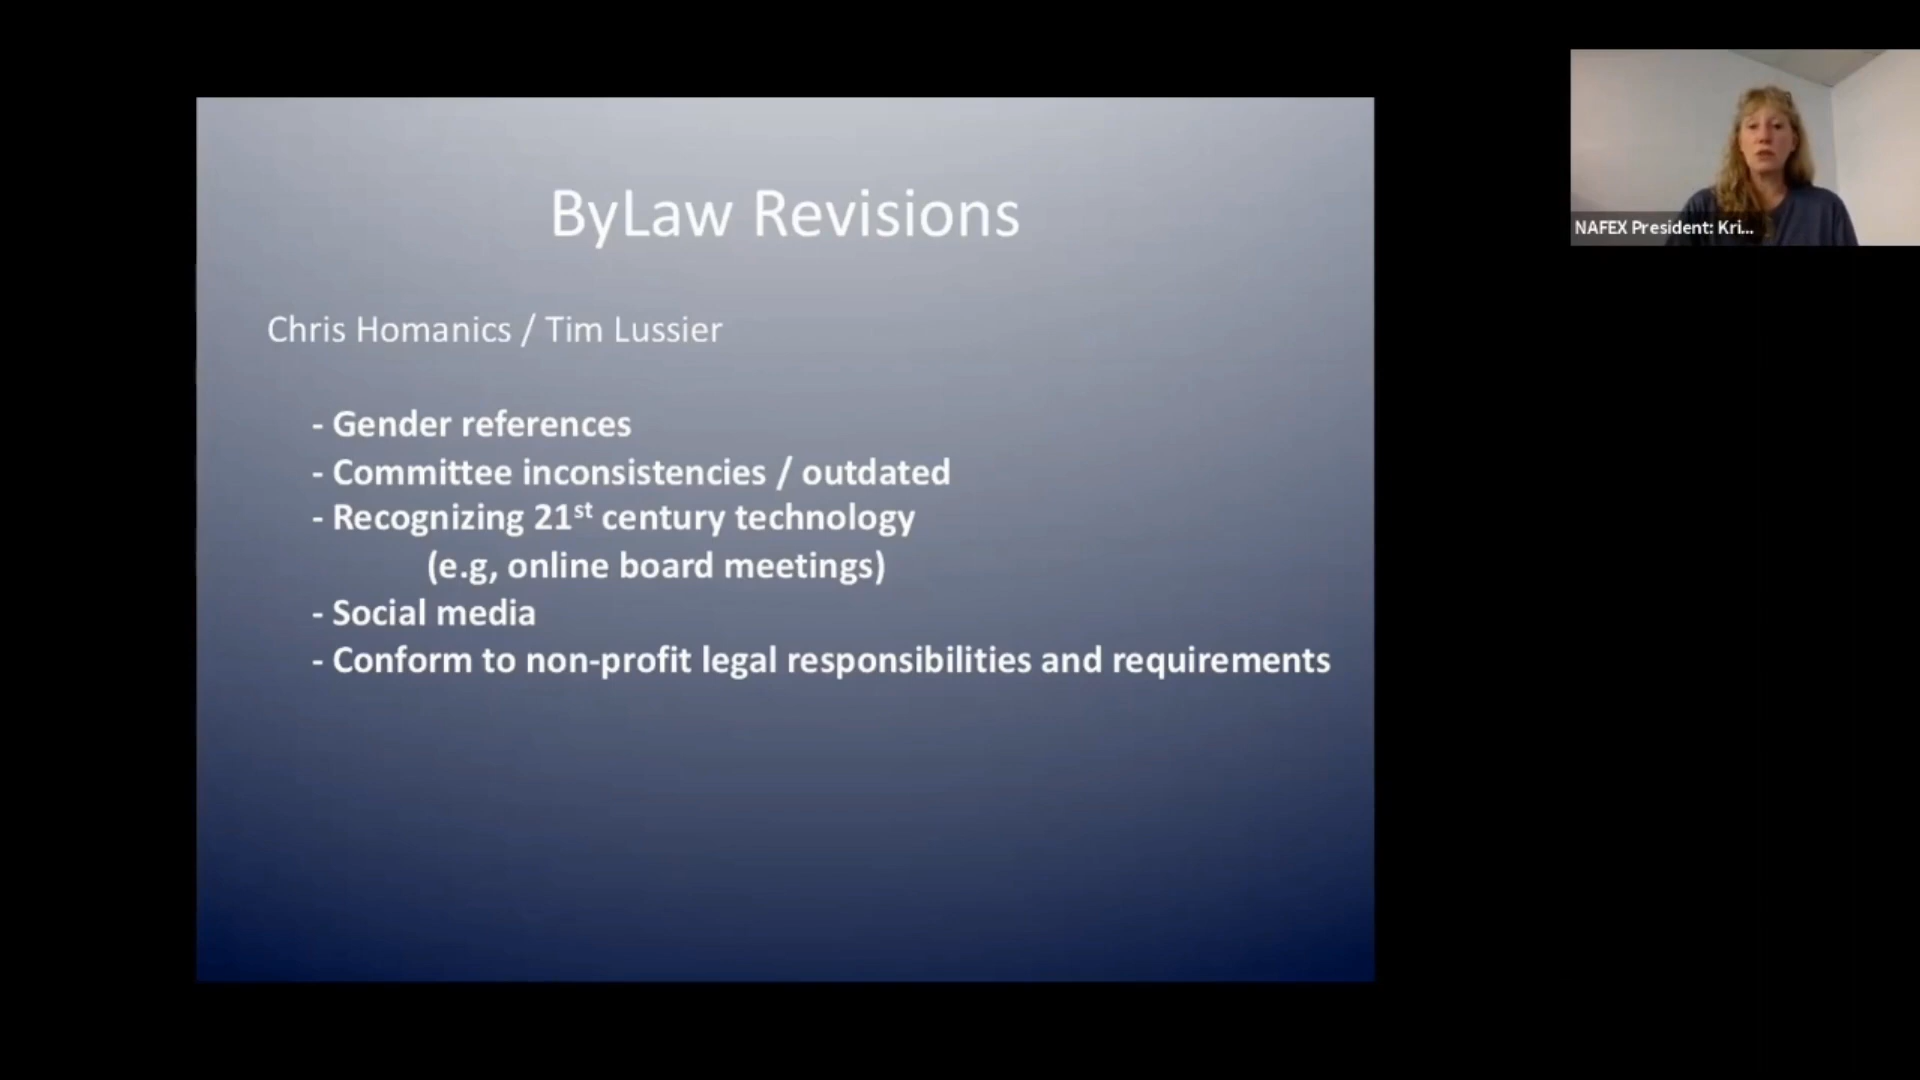 ByLaw Revisions
Chris Homanics / Tim Lussier
- Gender references
- Committee inconsistencies / outdated
- Recognizing 21st century technology
(e.g, online board meetings)
- Social media
- Conform to non-profit legal responsibilities and requirements
NAFEX President: Kri...